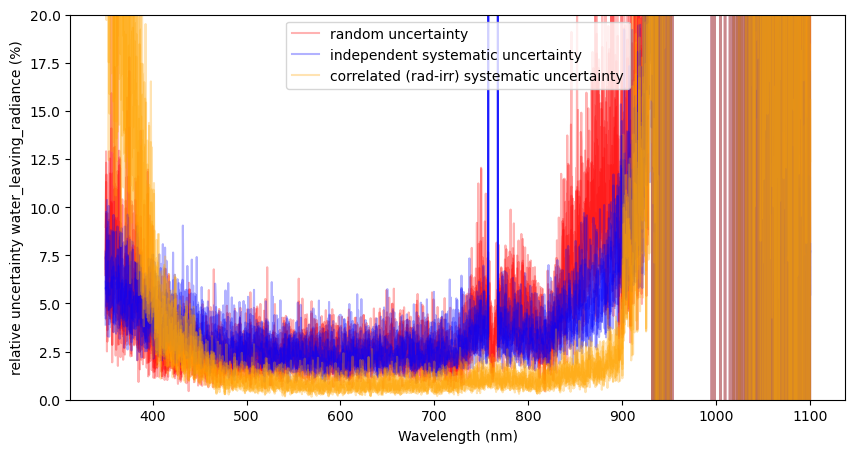 20.0
17.5
15.0
12.5
10.0
7.5
5.0
2.5
0.0
relative uncertainty water_leaving_radiance (%)
random uncertainty
independent systematic uncertainty
correlated (rad-irr) systematic uncertainty
400 500 600 700 800 900 1000 1100
Wavelength (nm)